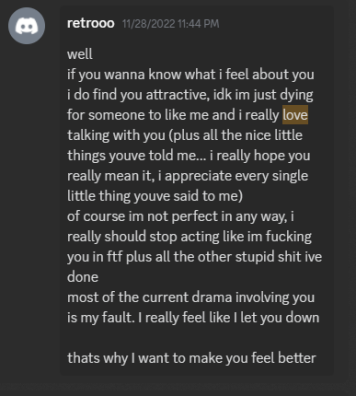 retrooo 11/28/2022 11:44 PM
well
if you wanna know what i feel about you
i do find you attractive, idk im just dying
for someone to like me and i really love
talking with you (plus all the nice little
things youve told me... i really hope you
really mean it, i appreciate every single
little thing youve said to me)
of course im not perfect in any way, i
really should stop acting like im fucking
you in ftf plus all the other stupid shit ive
done
most of the current drama involving you
is my fault. I really feel like I let you down
thats why I want to make you feel better